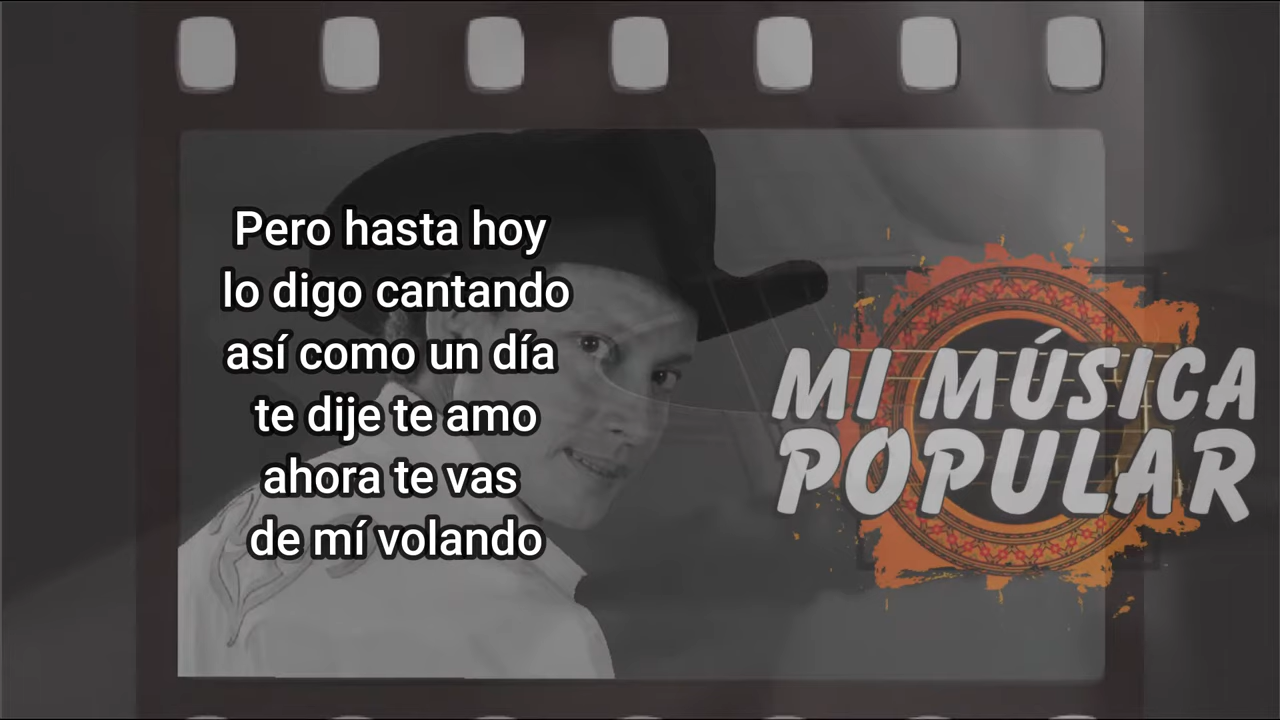 Pero hasta hoy
lo digo cantando
así como un día
te dije te amo
ahora te vas
de mí volando
MI MÚSICA
POPULAR